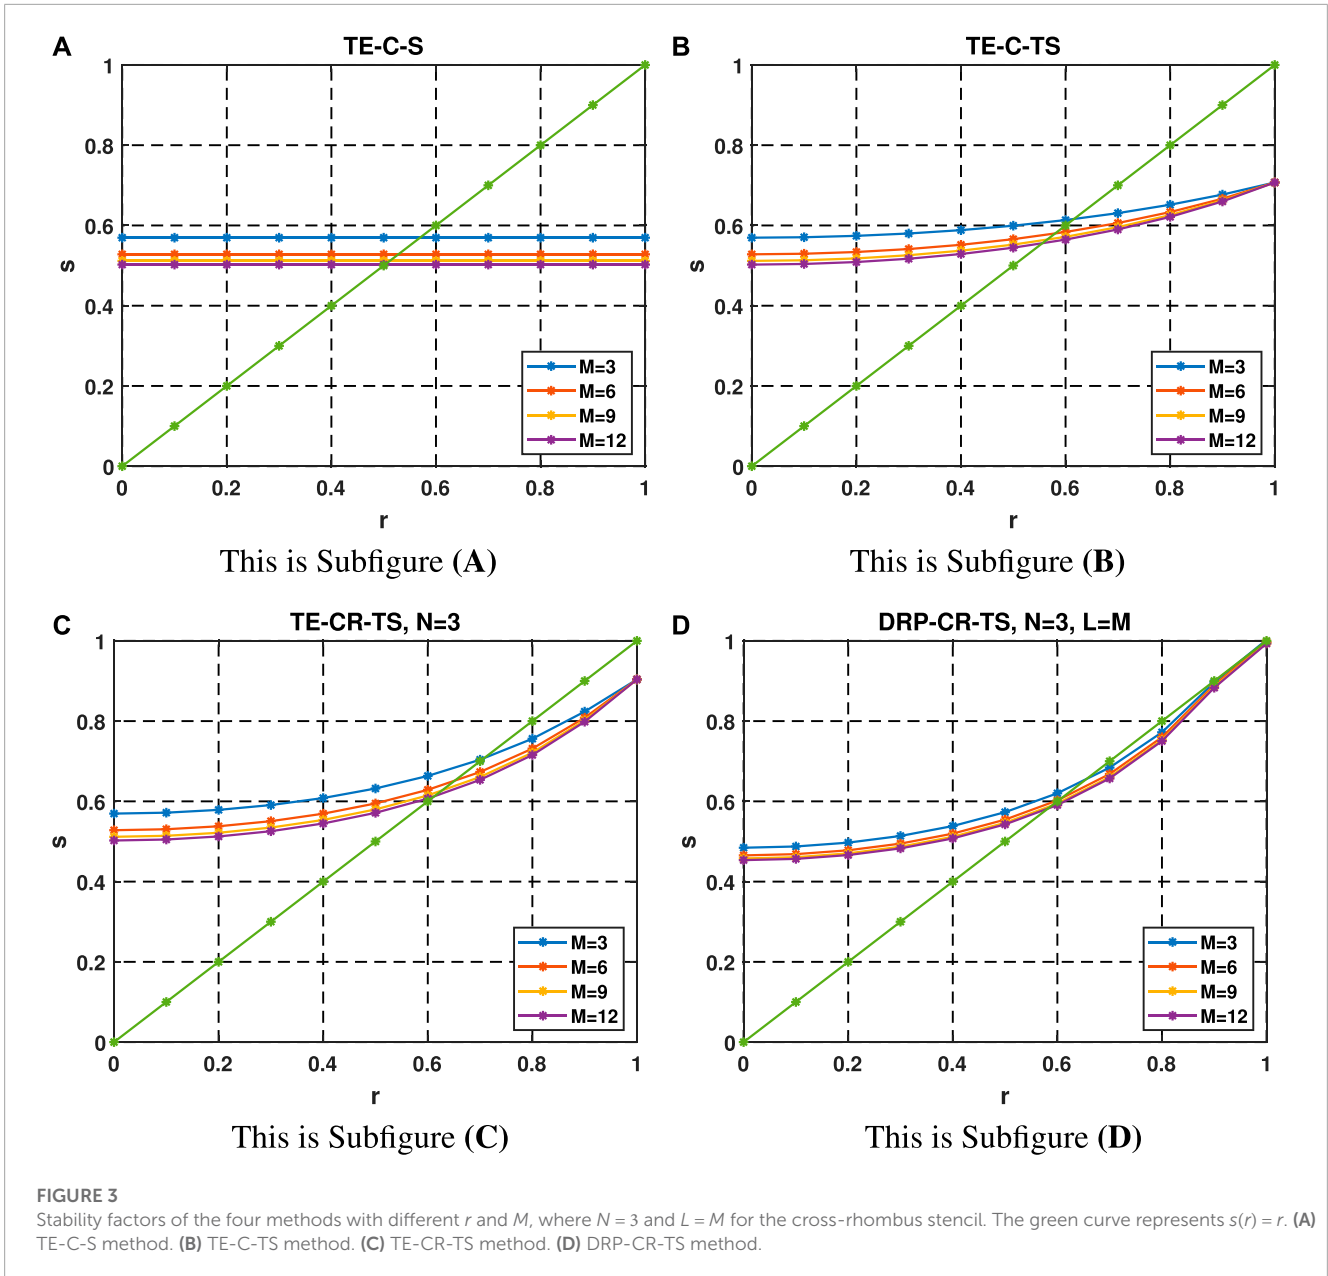 A
TE-C-S
1
0.8
0.6
0.4
0.2
0
s
0 0.2 0.4 0.6 0.8 1
r
M=3
M=6
M=9
M=12
This is Subfigure (A)
B
TE-C-TS
1
0.8
0.6
0.4
0.2
0
s
0 0.2 0.4 0.6 0.8 1
r
M=3
M=6
M=9
M=12
This is Subfigure (B)
C
TE-CR-TS, N=3
1
0.8
0.6
0.4
0.2
0
s
0 0.2 0.4 0.6 0.8 1
r
M=3
M=6
M=9
M=12
This is Subfigure (C)
D
DRP-CR-TS, N=3, L=M
1
0.8
0.6
0.4
0.2
0
s
0 0.2 0.4 0.6 0.8 1
r
M=3
M=6
M=9
M=12
This is Subfigure (D)
FIGURE 3
Stability factors of the four methods with different r and M, where N = 3 and L = M for the cross-rhombus stencil. The green curve represents s(r) = r. (A)
TE-C-S method. (B) TE-C-TS method. (C) TE-CR-TS method. (D) DRP-CR-TS method.